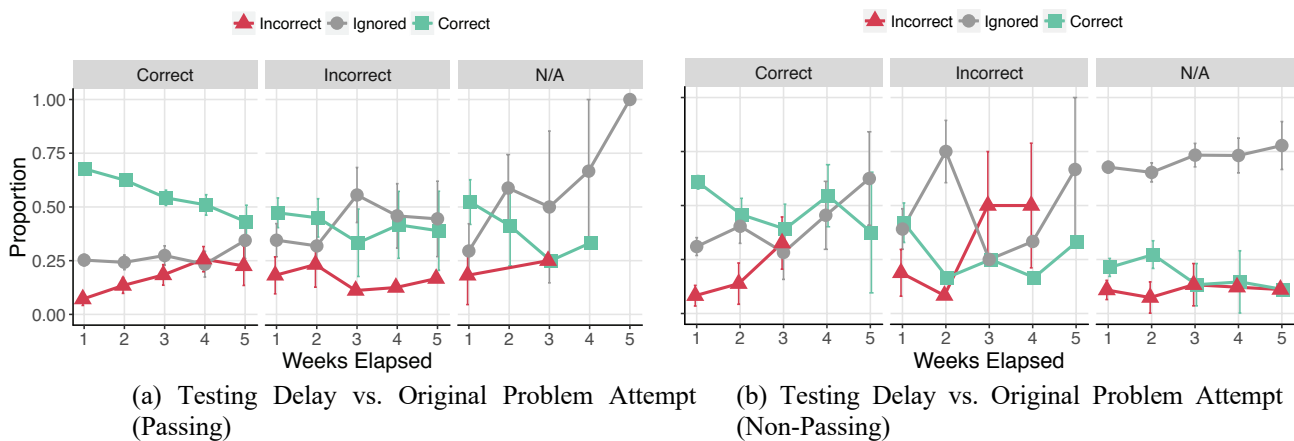 Incorrect Ignored Correct
Incorrect Ignored Correct
Correct Incorrect N/A
Correct Incorrect N/A
1.00
0.75
0.50
0.25
0.00
Proportion
1 2 3 4 5 1 2 3 4 5 1 2 3 4 5
1 2 3 4 5 1 2 3 4 5 1 2 3 4 5
Weeks Elapsed
Weeks Elapsed
(a) Testing Delay vs. Original Problem Attempt
(Passing)
(b) Testing Delay vs. Original Problem Attempt
(Non-Passing)